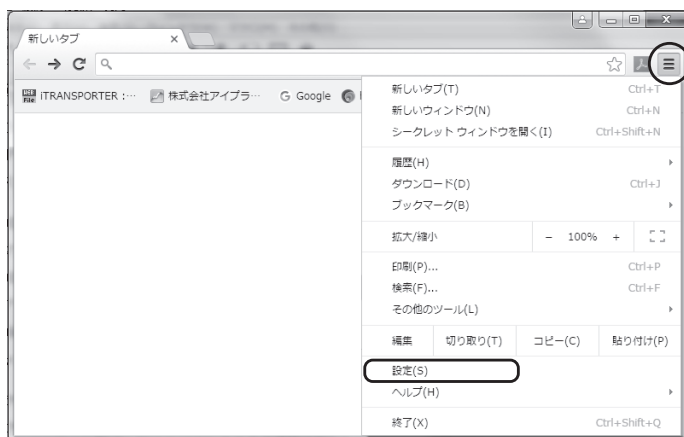 新しいタブ
iTRANSPORTER :… 株式会社アイプラ… G Google
新しいタブ(T) Ctrl+T
新しいウィンドウ(N) Ctrl+N
シークレット ウィンドウを開く(I) Ctrl+Shift+N
履歴(H)
ダウンロード(D) Ctrl+J
ブックマーク(B)
拡大/縮小 − 100% +
印刷(P)... Ctrl+P
検索(F)... Ctrl+F
その他のツール(L)
編集 切り取り(T) コピー(C) 貼り付け(P)
設定(S)
ヘルプ(H)
終了(X) Ctrl+Shift+Q